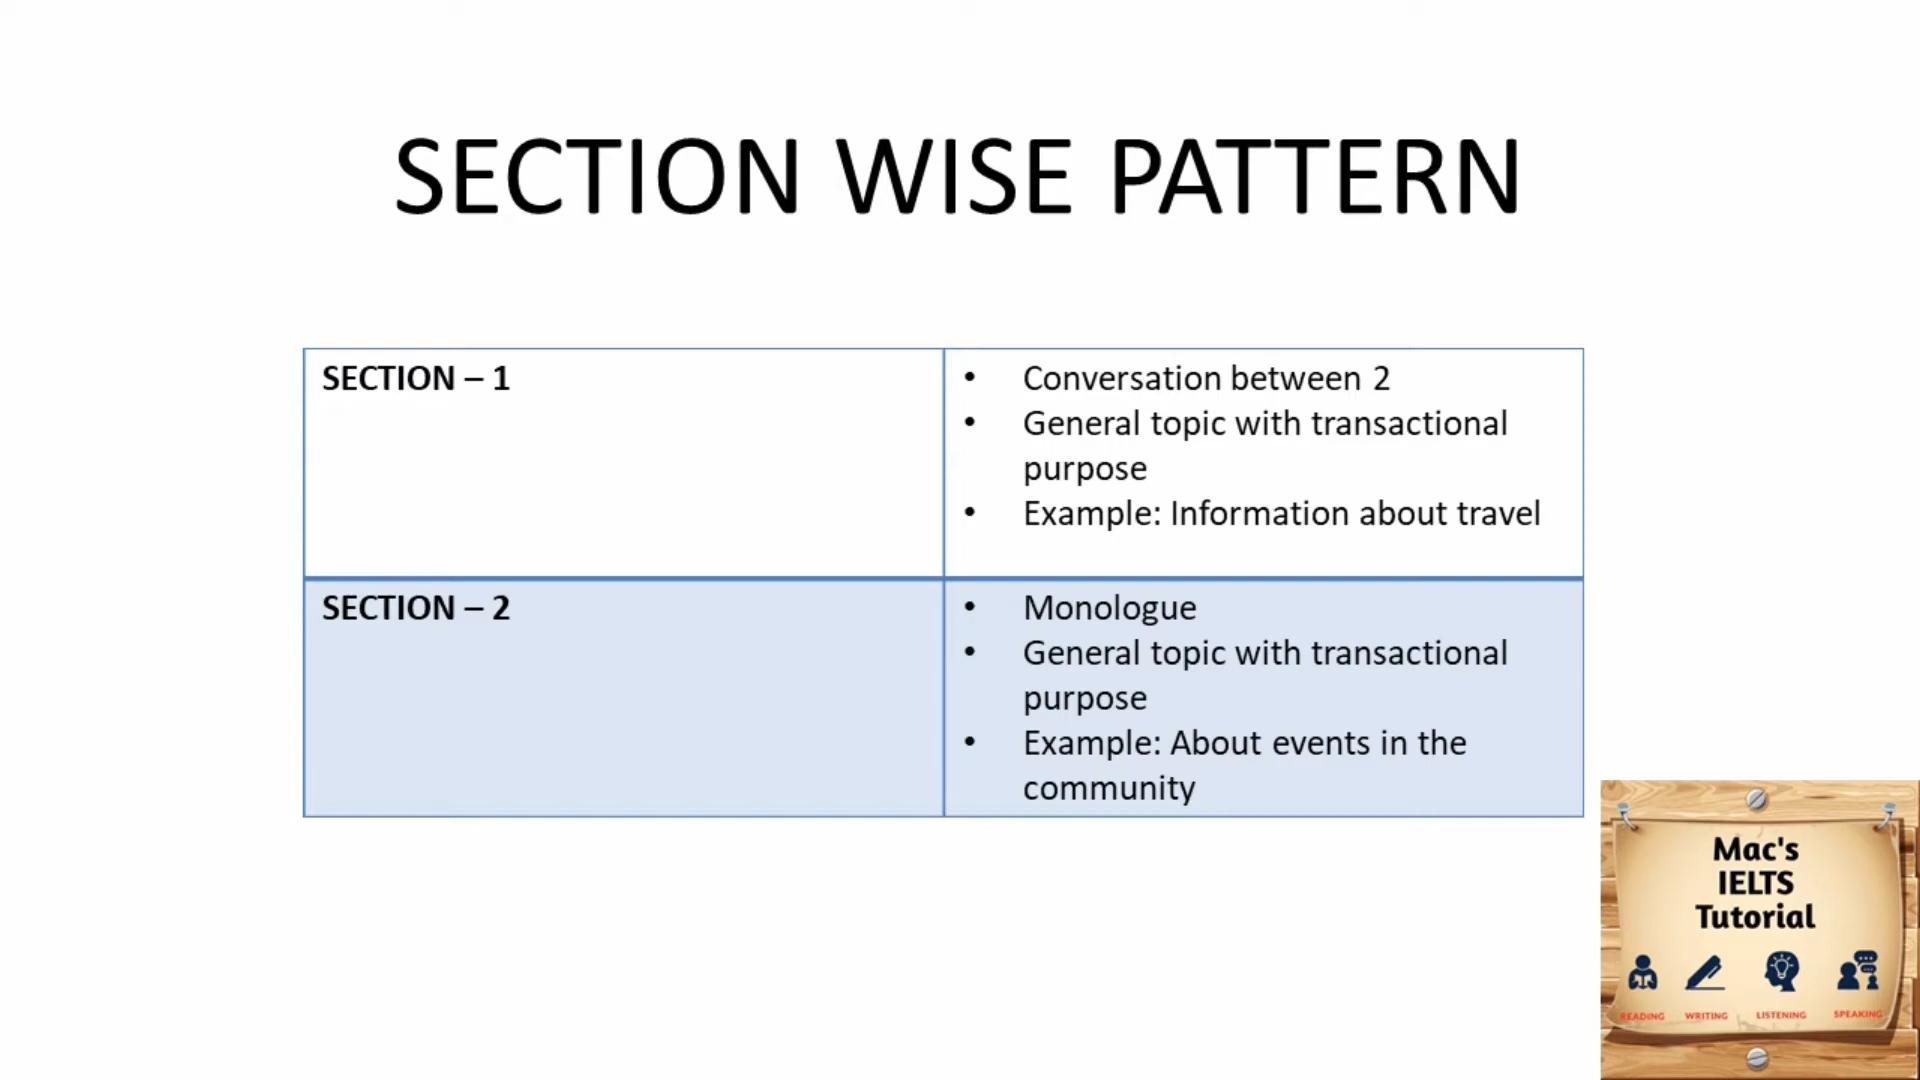 SECTION WISE PATTERN
SECTION – 1
• Conversation between 2
• General topic with transactional
purpose
• Example: Information about travel
SECTION – 2
• Monologue
• General topic with transactional
purpose
• Example: About events in the
community
Mac's
IELTS
Tutorial
READING WRITING LISTENING SPEAKING